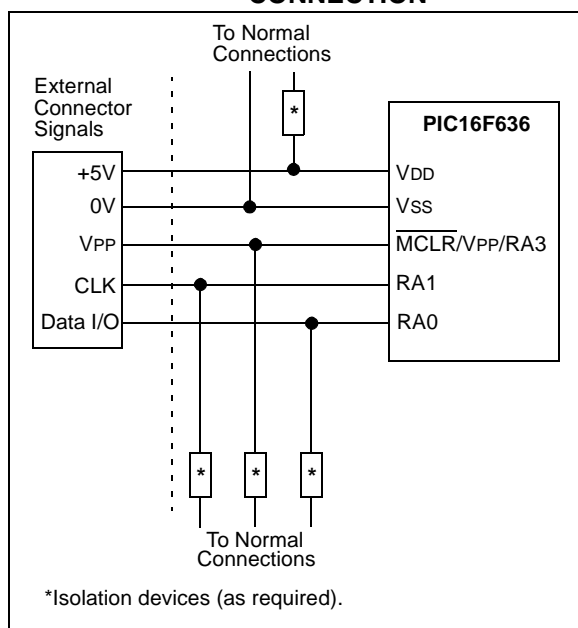 CONNECTION
To Normal
Connections
External
Connector
Signals
*
PIC16F636
+5V
VDD
0V
VSS
VPP
MCLR/VPP/RA3
CLK
RA1
Data I/O
RA0
* * *
To Normal
Connections
*Isolation devices (as required).